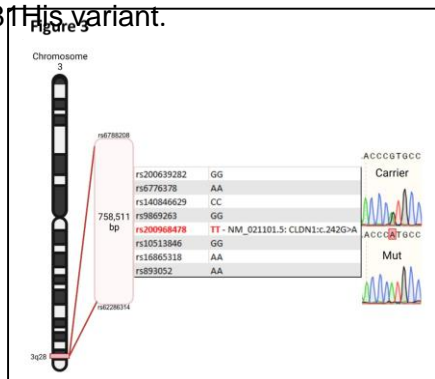 31His variant.
Figure 3
Chromosome
3
rs6788208
ACCCGTGCC
rs200639282 GG
Carrier
rs6776378 AA
rs140846629 CC
758,511
bp
rs9869263 GG
rs200968478 TT - NM_021101.5: CLDN1:c.242G>A
ACCCATGCC
rs10513846 GG
Mut
rs16865318 AA
rs893052 AA
rs62286314
3q28